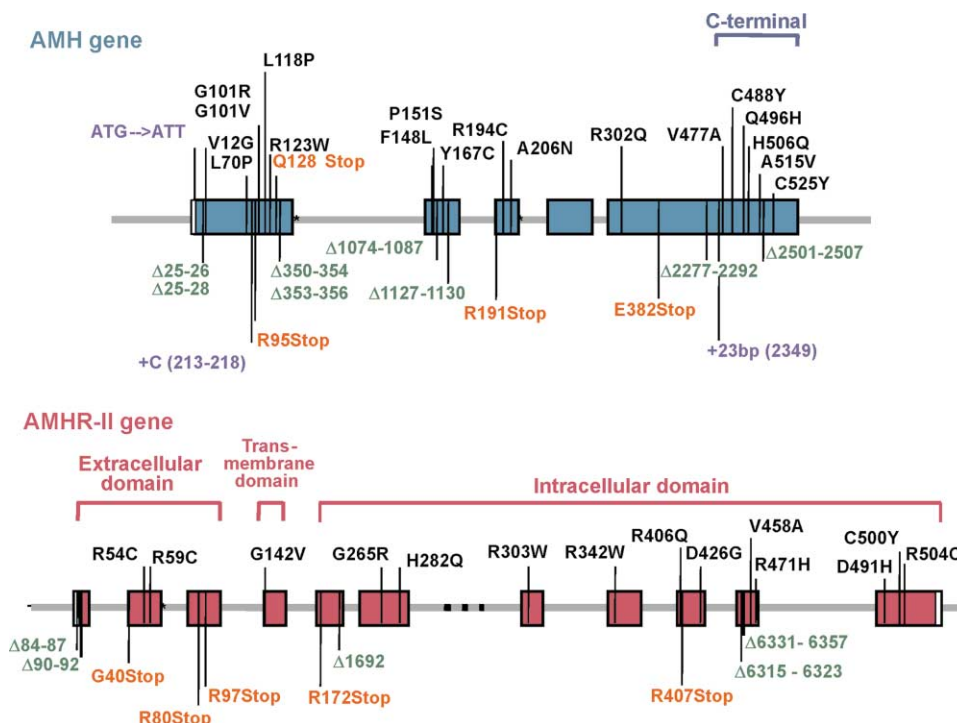 AMH gene
C-terminal
L118P
G101R
G101V
ATG-->ATT
V12G
L70P
R123W
Q128 Stop
P151S
F148L
Y167C
R194C
A206N
R302Q
V477A
C488Y
Q496H
H506Q
A515V
C525Y
*
*
Δ25-26
Δ25-28
Δ350-354
Δ353-356
Δ1074-1087
Δ1127-1130
Δ2277-2292
Δ2501-2507
R95Stop
R191Stop
E382Stop
+C (213-218)
+23bp (2349)
AMHR-II gene
Extracellular
domain
Trans-
membrane
domain
Intracellular domain
R54C
R59C
G142V
G265R
H282Q
R303W
R342W
R406Q
D426G
V458A
R471H
C500Y
D491H
R504C
*
Δ84-87
Δ90-92
G40Stop
R80Stop
R97Stop
R172Stop
Δ1692
R407Stop
Δ6331- 6357
Δ6315 - 6323